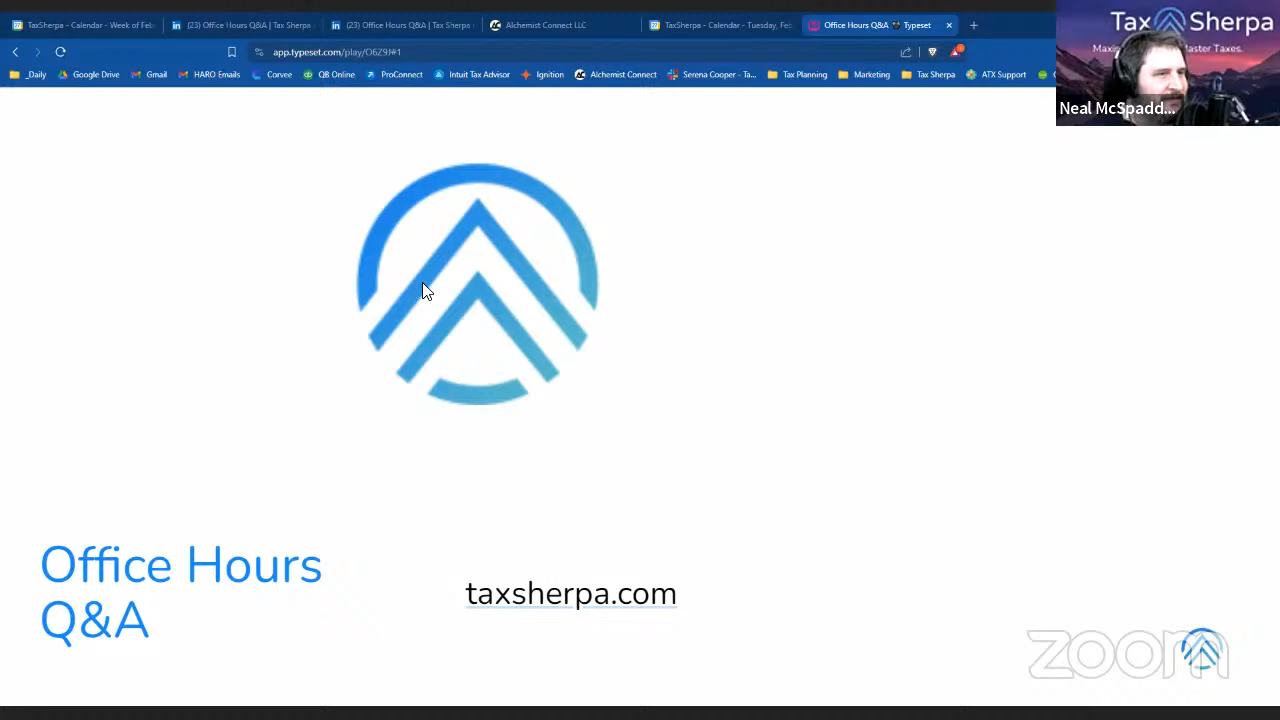 TaxSherpa - Calendar - Week of Feb
(23) Office Hours Q&A | Tax Sherpa
(23) Office Hours Q&A | Tax Sherpa
Alchemist Connect LLC
TaxSherpa - Calendar - Tuesday, Feb
Office Hours Q&A Typeset
app.typeset.com/play/O6Z9J#1
_Daily
Google Drive
Gmail
HARO Emails
Corvee
QB Online
ProConnect
Intuit Tax Advisor
Ignition
Alchemist Connect
Serena Cooper - Ta...
Tax Planning
Marketing
Tax Sherpa
ATX Support
Tax Sherpa
Neal McSpadd...
Office Hours
Q&A
taxsherpa.com
zoom